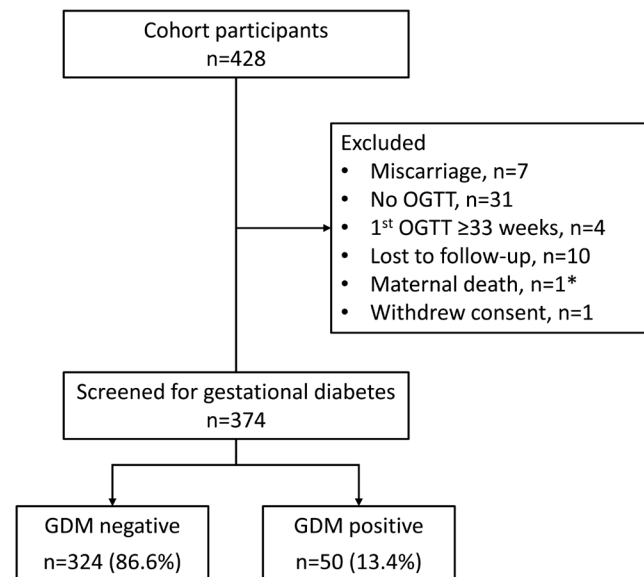 Cohort participants
n=428
Excluded
• Miscarriage, n=7
• No OGTT, n=31
• 1st OGTT ≥33 weeks, n=4
• Lost to follow-up, n=10
• Maternal death, n=1*
• Withdrew consent, n=1
Screened for gestational diabetes
n=374
GDM negative
n=324 (86.6%)
GDM positive
n=50 (13.4%)